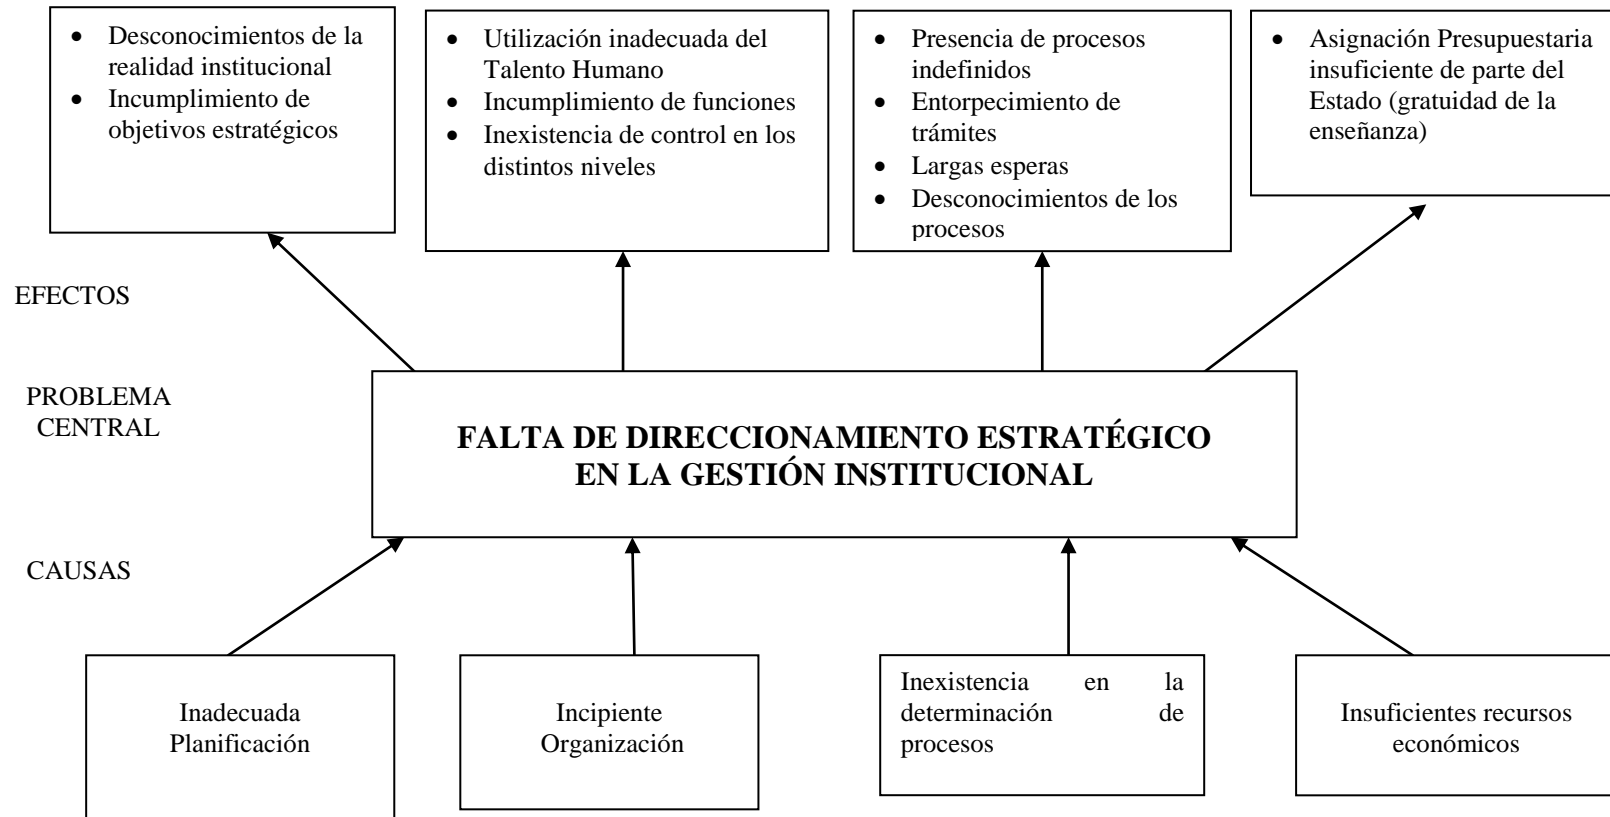 • Desconocimientos de la
realidad institucional
• Incumplimiento de
objetivos estratégicos
• Utilización inadecuada del
Talento Humano
• Incumplimiento de funciones
• Inexistencia de control en los
distintos niveles
• Presencia de procesos
indefinidos
• Entorpecimiento de
trámites
• Largas esperas
• Desconocimientos de los
procesos
• Asignación Presupuestaria
insuficiente de parte del
Estado (gratuidad de la
enseñanza)
EFECTOS
PROBLEMA
CENTRAL
FALTA DE DIRECCIONAMIENTO ESTRATÉGICO
EN LA GESTIÓN INSTITUCIONAL
CAUSAS
Inadecuada
Planificación
Incipiente
Organización
Inexistencia en la
determinación de
procesos
Insuficientes recursos
económicos